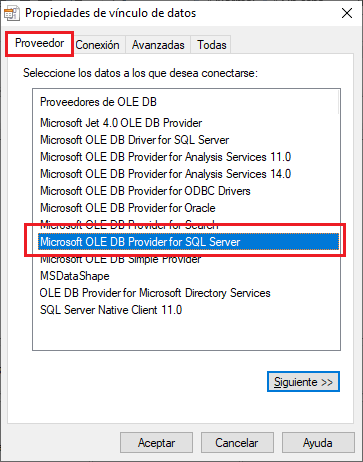 Propiedades de vínculo de datos
Proveedor Conexión Avanzadas Todas
Seleccione los datos a los que desea conectarse:
Proveedores de OLE DB
Microsoft Jet 4.0 OLE DB Provider
Microsoft OLE DB Driver for SQL Server
Microsoft OLE DB Provider for Analysis Services 11.0
Microsoft OLE DB Provider for Analysis Services 14.0
Microsoft OLE DB Provider for ODBC Drivers
Microsoft OLE DB Provider for Oracle
Microsoft OLE DB Provider for Search
Microsoft OLE DB Provider for SQL Server
Microsoft OLE DB Simple Provider
MSDataShape
OLE DB Provider for Microsoft Directory Services
SQL Server Native Client 11.0
Siguiente >>
Aceptar Cancelar Ayuda